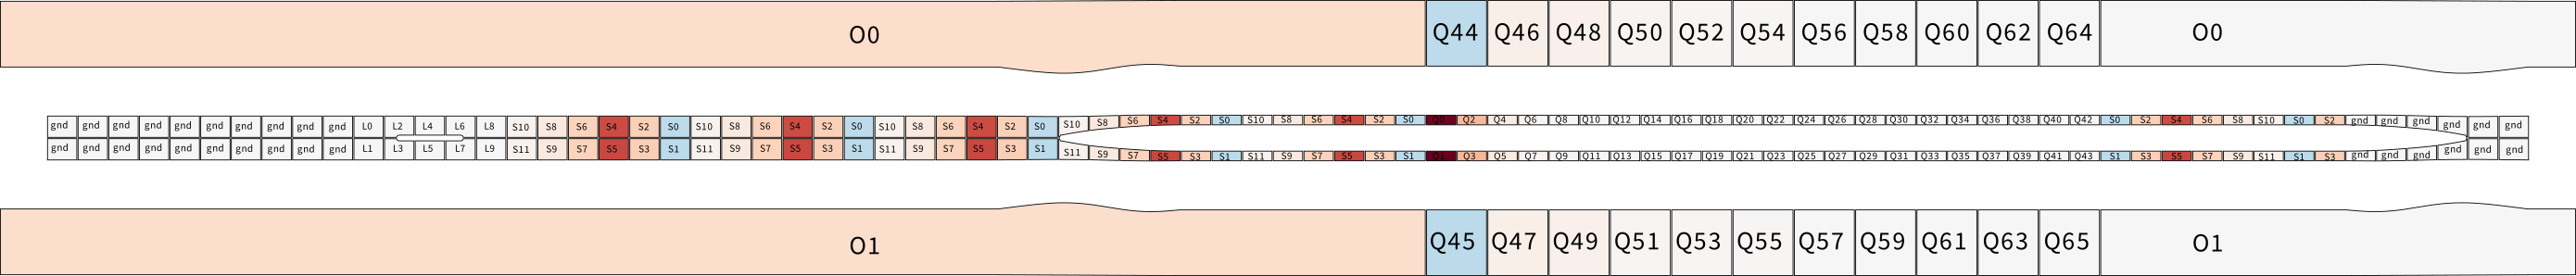 O0 Q44 Q46 Q48 Q50 Q52 Q54 Q56 Q58 Q60 Q62 Q64 O0
gnd gnd gnd gnd gnd gnd gnd gnd gnd gnd L0 L2 L4 L6 L8 S10 S8 S6 S4 S2 S0 S10 S8 S6 S4 S2 S0 S10 S8 S6 S4 S2 S0 S10 S8 S6 S4 S2 S0 S10 S8 S6 S4 S2 S0 Q0 Q2 Q4 Q6 Q8 Q10 Q12 Q14 Q16 Q18 Q20 Q22 Q24 Q26 Q28 Q30 Q32 Q34 Q36 Q38 Q40 Q42 S0 S2 S4 S6 S8 S10 S0 S2 gnd gnd gnd gnd gnd gnd
gnd gnd gnd gnd gnd gnd gnd gnd gnd gnd L1 L3 L5 L7 L9 S11 S9 S7 S5 S3 S1 S11 S9 S7 S5 S3 S1 S11 S9 S7 S5 S3 S1 S11 S9 S7 S5 S3 S1 S11 S9 S7 S5 S3 S1 Q1 Q3 Q5 Q7 Q9 Q11 Q13 Q15 Q19 Q21 Q23 Q25 Q27 Q29 Q31 Q33 Q35 Q37 Q39 Q41 Q43 S1 S3 S5 S7 S9 S11 S1 S3 gnd gnd gnd gnd gnd gnd
O1 Q45 Q47 Q49 Q51 Q53 Q55 Q57 Q59 Q61 Q63 Q65 O1